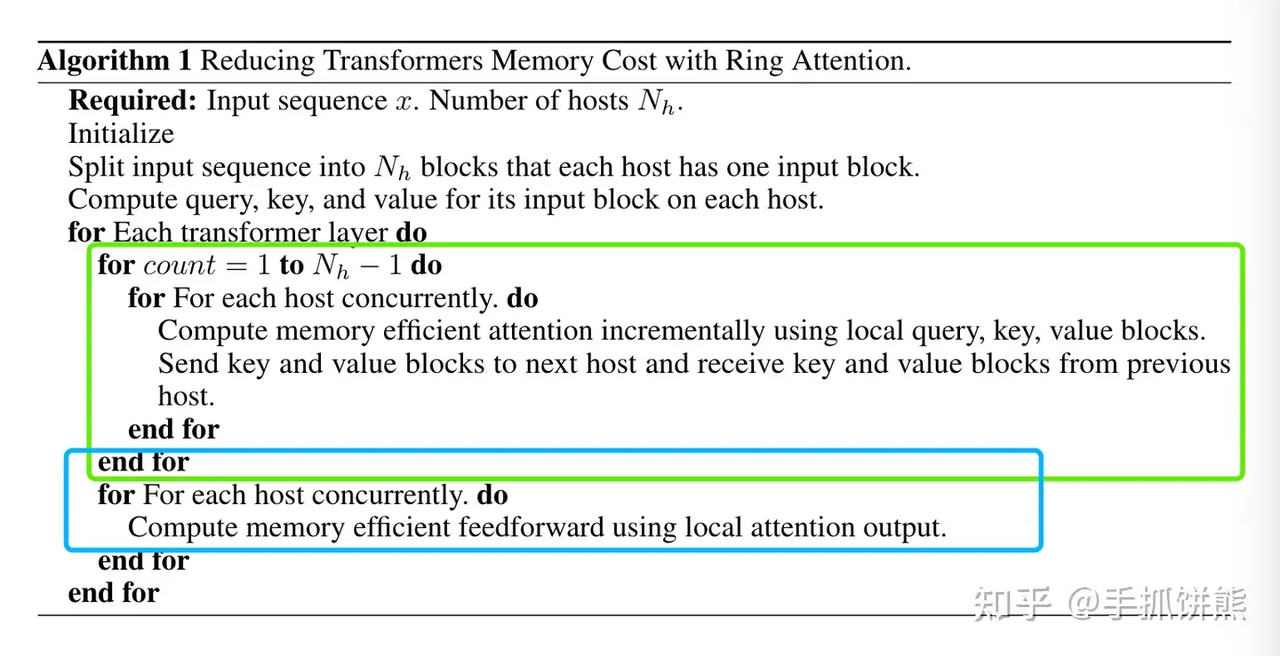 Algorithm 1 Reducing Transformers Memory Cost with Ring Attention.
Required: Input sequence x. Number of hosts N_h.
Initialize
Split input sequence into N_h blocks that each host has one input block.
Compute query, key, and value for its input block on each host.
for Each transformer layer do
for count = 1 to N_h − 1 do
for For each host concurrently. do
Compute memory efficient attention incrementally using local query, key, value blocks.
Send key and value blocks to next host and receive key and value blocks from previous
host.
end for
end for
for For each host concurrently. do
Compute memory efficient feedforward using local attention output.
end for
end for
知乎 @手抓饼熊